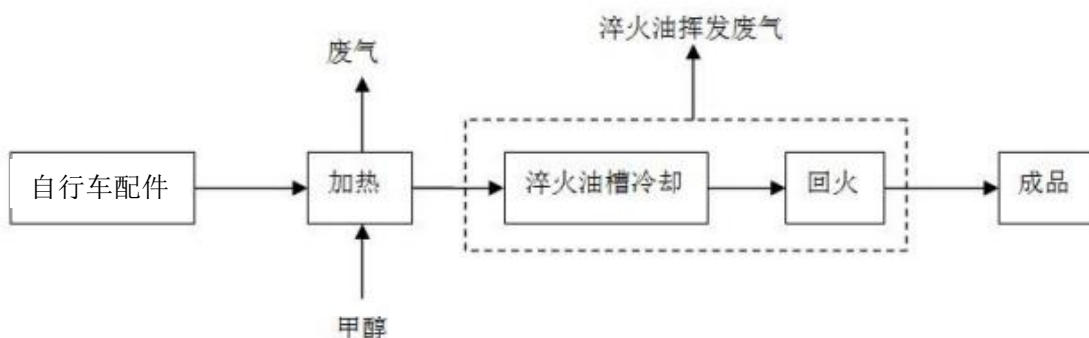 淬火油挥发废气
废气
自行车配件
加热
淬火油槽冷却
回火
成品
甲醇